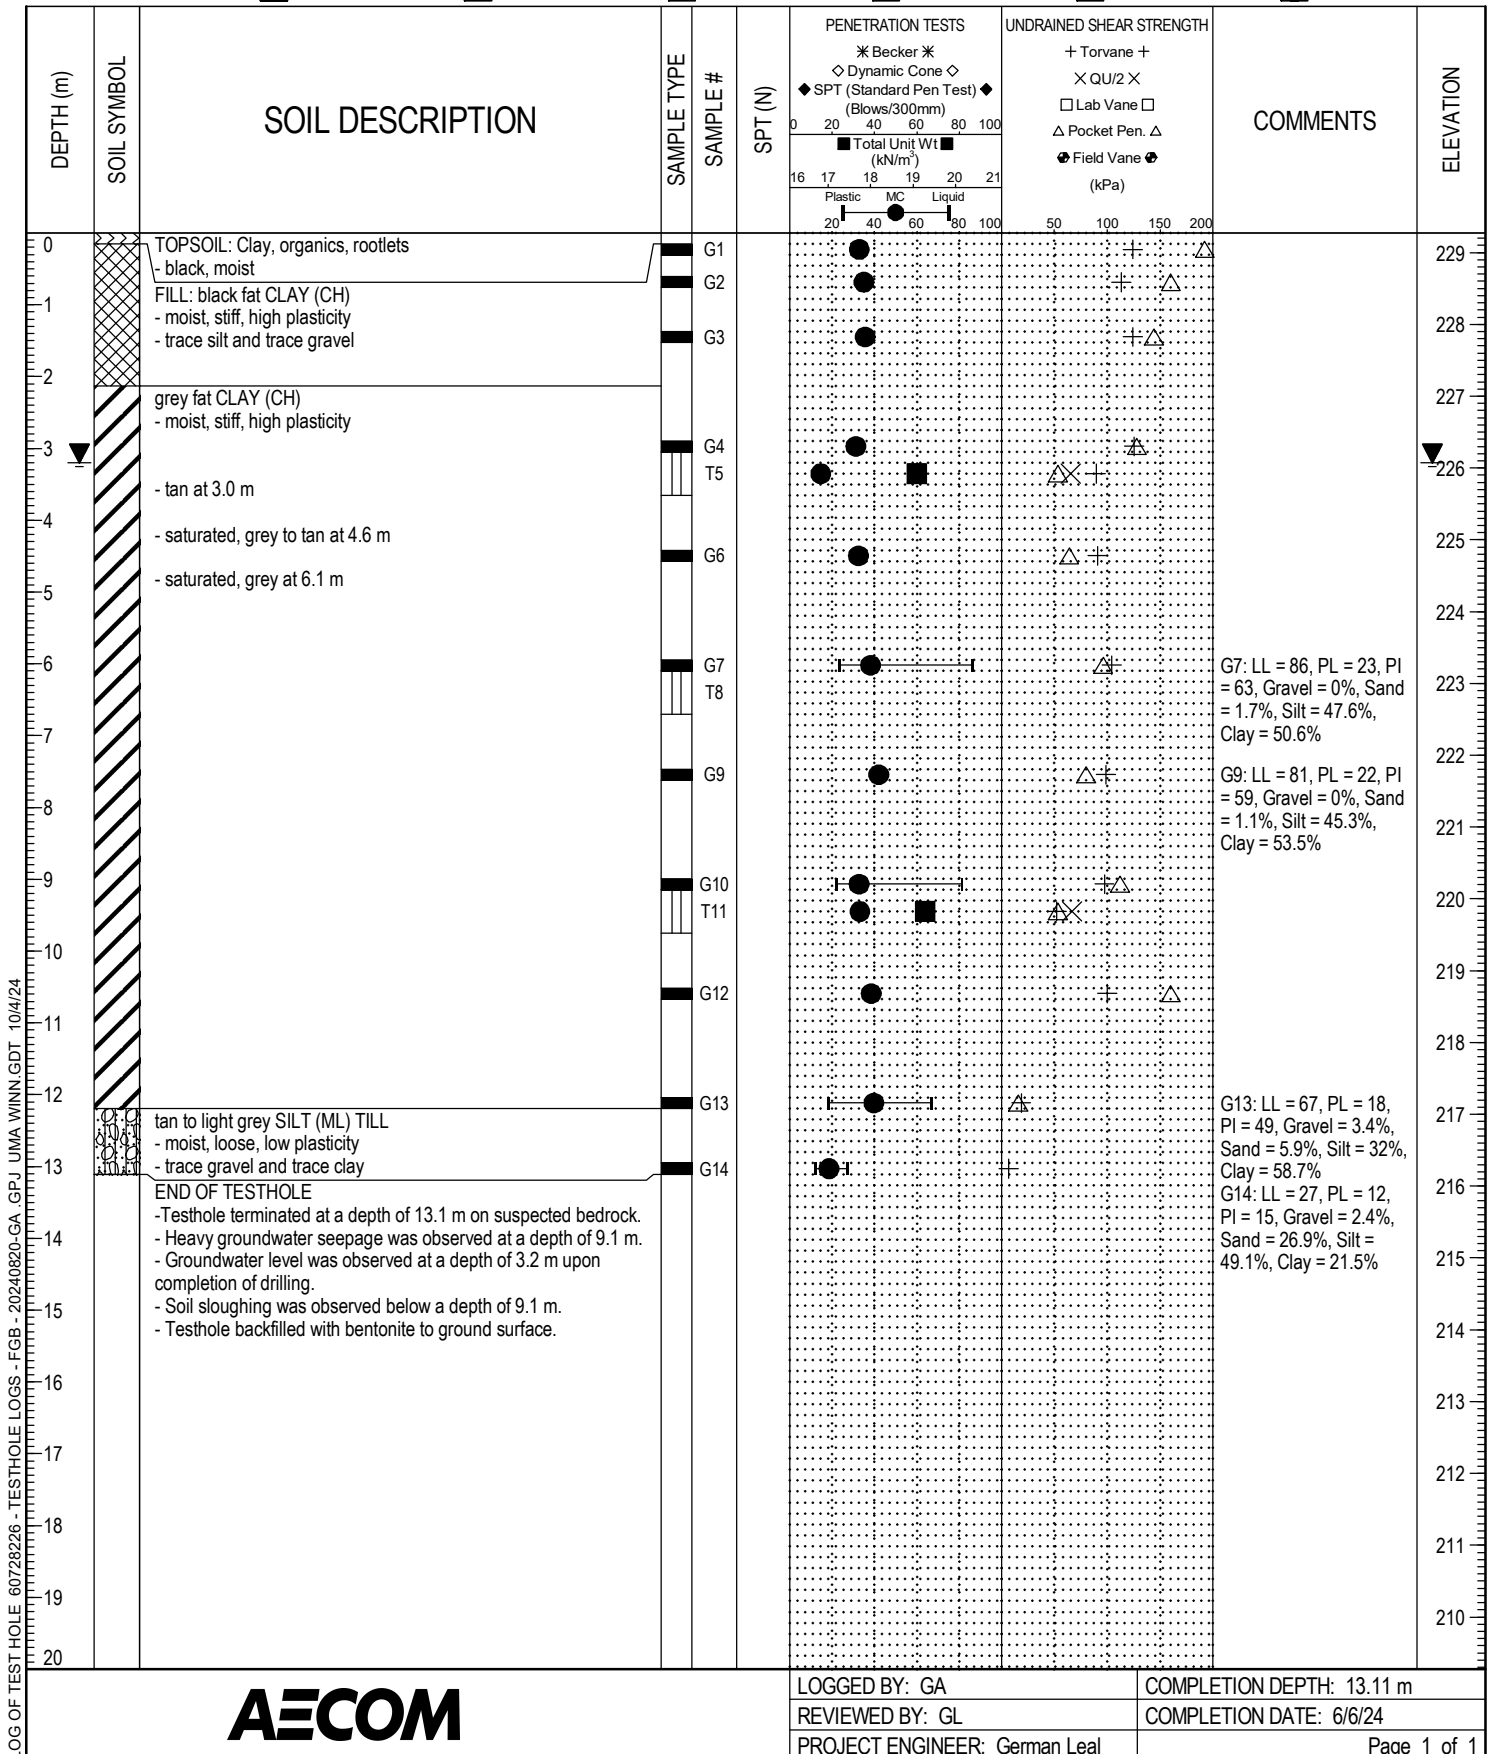 DEPTH (m)
SOIL SYMBOL
SOIL DESCRIPTION
SAMPLE TYPE
SAMPLE #
SPT (N)
PENETRATION TESTS
✳ Becker ✳
◇ Dynamic Cone ◇
◆ SPT (Standard Pen Test) ◆
(Blows/300mm)
0 20 40 60 80 100
■ Total Unit Wt ■
(kN/m³)
16 17 18 19 20 21
Plastic MC Liquid
20 40 60 80 100
UNDRAINED SHEAR STRENGTH
+ Torvane +
× QU/2 ×
□ Lab Vane □
△ Pocket Pen. △
Field Vane
(kPa)
50 100 150 200
COMMENTS
ELEVATION
0
1
2
3
4
5
6
7
8
9
10
11
12
13
14
15
16
17
18
19
20
TOPSOIL: Clay, organics, rootlets
- black, moist
FILL: black fat CLAY (CH)
- moist, stiff, high plasticity
- trace silt and trace gravel
grey fat CLAY (CH)
- moist, stiff, high plasticity
- tan at 3.0 m
- saturated, grey to tan at 4.6 m
- saturated, grey at 6.1 m
tan to light grey SILT (ML) TILL
- moist, loose, low plasticity
- trace gravel and trace clay
END OF TESTHOLE
-Testhole terminated at a depth of 13.1 m on suspected bedrock.
- Heavy groundwater seepage was observed at a depth of 9.1 m.
- Groundwater level was observed at a depth of 3.2 m upon
completion of drilling.
- Soil sloughing was observed below a depth of 9.1 m.
- Testhole backfilled with bentonite to ground surface.
G1
G2
G3
G4
T5
G6
G7
T8
G9
G10
T11
G12
G13
G14
G7: LL = 86, PL = 23, PI
= 63, Gravel = 0%, Sand
= 1.7%, Silt = 47.6%,
Clay = 50.6%
G9: LL = 81, PL = 22, PI
= 59, Gravel = 0%, Sand
= 1.1%, Silt = 45.3%,
Clay = 53.5%
G13: LL = 67, PL = 18,
PI = 49, Gravel = 3.4%,
Sand = 5.9%, Silt = 32%,
Clay = 58.7%
G14: LL = 27, PL = 12,
PI = 15, Gravel = 2.4%,
Sand = 26.9%, Silt =
49.1%, Clay = 21.5%
229
228
227
226
225
224
223
222
221
220
219
218
217
216
215
214
213
212
211
210
LOG OF TEST HOLE 60728226 - TESTHOLE LOGS - FGB - 20240820-GA .GPJ UMA WINN.GDT 10/4/24
AECOM
LOGGED BY: GA
REVIEWED BY: GL
PROJECT ENGINEER: German Leal
COMPLETION DEPTH: 13.11 m
COMPLETION DATE: 6/6/24
Page 1 of 1